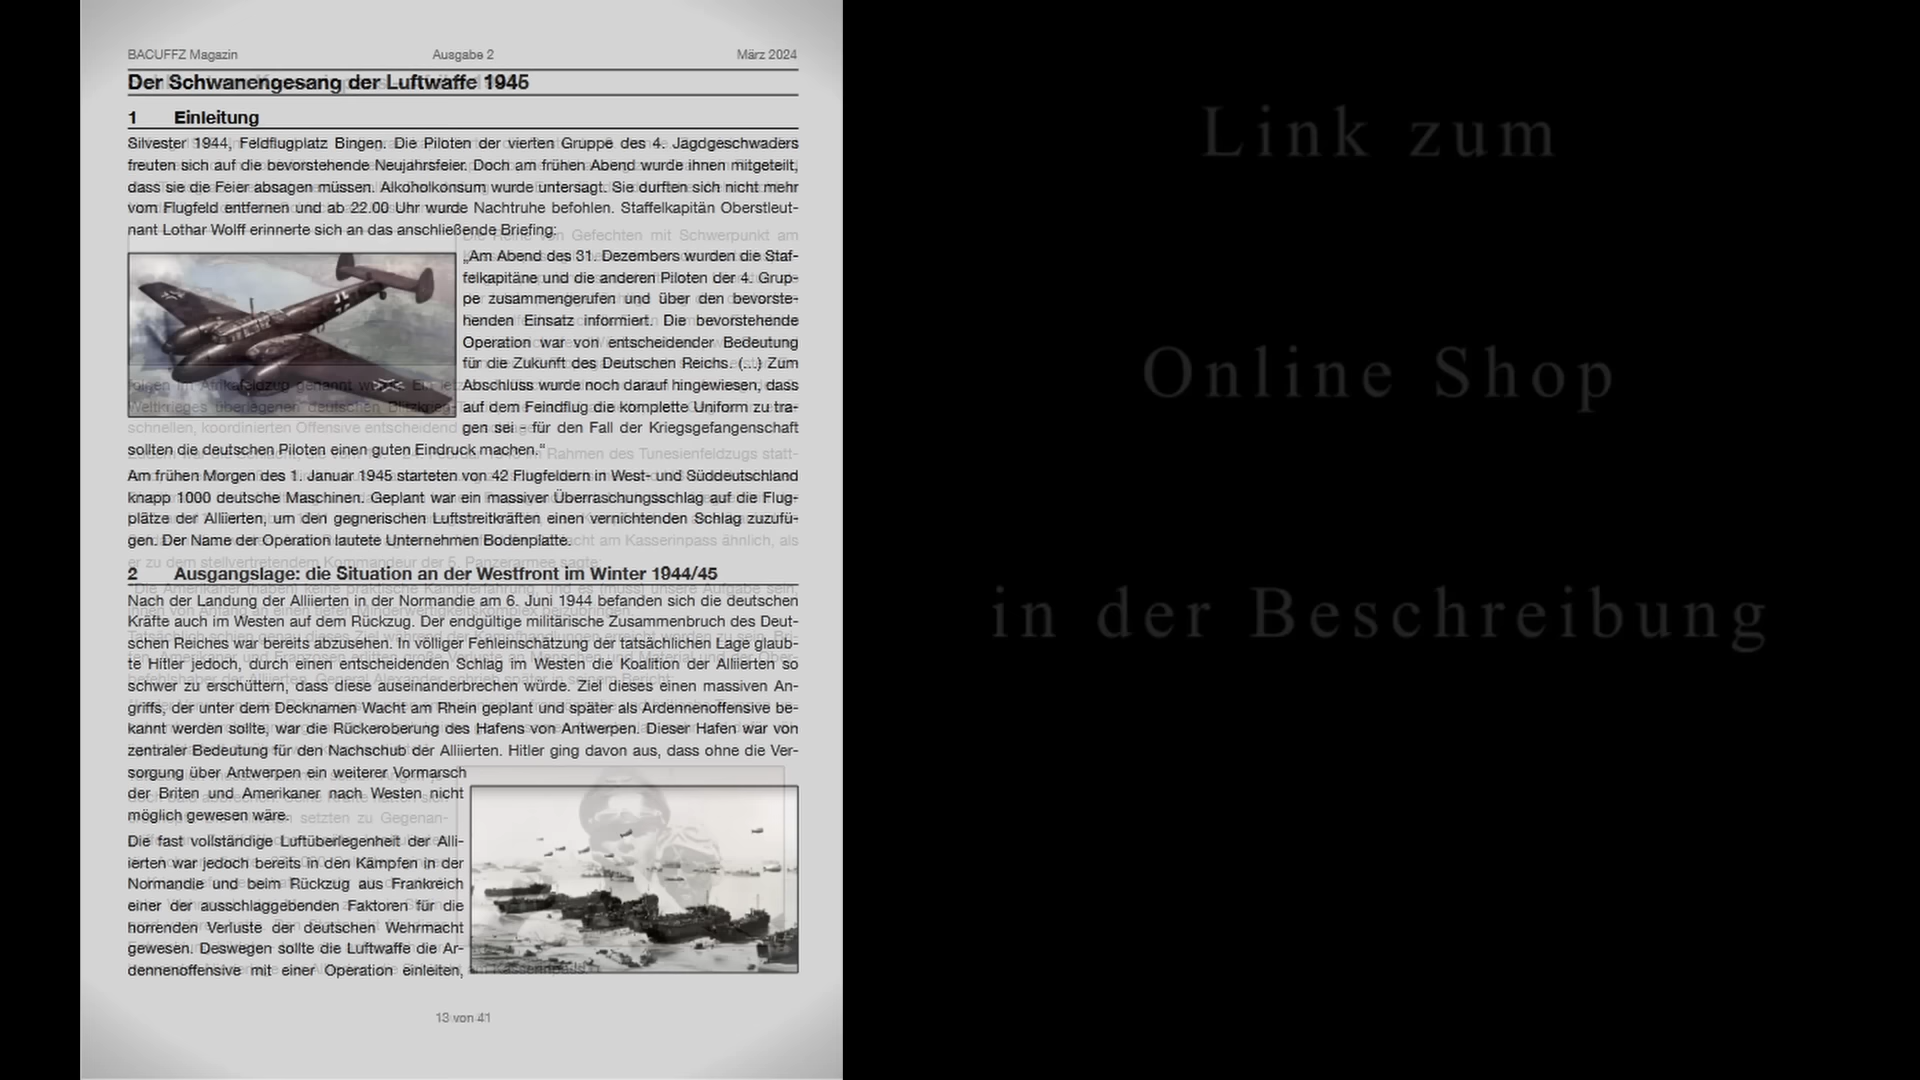 BACUFFZ Magazin Ausgabe 2 März 2024
Der Schwanengesang der Luftwaffe 1945
1 Einleitung
Silvester 1944, Feldflugplatz Bingen. Die Piloten der vierten Gruppe des 4. Jagdgeschwaders
freuten sich auf die bevorstehende Neujahrsfeier. Doch am frühen Abend wurde ihnen mitgeteilt,
dass sie die Feier absagen müssen. Alkoholkonsium wurde untersagt. Sie durften sich nicht mehr
vom Flugfeld entfernen und ab 22.00 Uhr wurde Nachtruhe befohlen. Staffelkapitän Oberstleut-
nant Lothar Wolff erinnerte sich an das anschließende Briefing:
„Am Abend des 31. Dezembers wurden die Staf-
felkapitäne und die anderen Piloten der 4. Grup-
pe zusammengerufen und über den bevorste-
henden Einsatz informiert. Die bevorstehende
Operation war von entscheidender Bedeutung
für die Zukunft des Deutschen Reichs. (...) Zum
Abschluss wurde noch darauf hingewiesen, dass
auf dem Feindflug die komplette Uniform zu tra-
gen sei - für den Fall der Kriegsgefangenschaft
sollten die deutschen Piloten einen guten Eindruck machen.“
Am frühen Morgen des 1. Januar 1945 starteten von 42 Flugfeldern in West- und Süddeutschland
knapp 1000 deutsche Maschinen. Geplant war ein massiver Überraschungsschlag auf die Flug-
plätze der Alliierten, um den gegnerischen Luftstreitkräften einen vernichtenden Schlag zuzufü-
gen. Der Name der Operation lautete Unternehmen Bodenplatte.
2 Ausgangslage: die Situation an der Westfront im Winter 1944/45
Nach der Landung der Alliierten in der Normandie am 6. Juni 1944 befanden sich die deutschen
Kräfte auch im Westen auf dem Rückzug. Der endgültige militärische Zusammenbruch des Deut-
schen Reiches war bereits abzusehen. In völliger Fehleinschätzung der tatsächlichen Lage glaub-
te Hitler jedoch, durch einen entscheidenden Schlag im Westen die Koalition der Alliierten so
schwer zu erschüttern, dass diese auseinanderbrechen würde. Ziel dieses einen massiven An-
griffs, der unter dem Decknamen Wacht am Rhein geplant und später als Ardennenoffensive be-
kannt werden sollte, war die Rückeroberung des Hafens von Antwerpen. Dieser Hafen war von
zentraler Bedeutung für den Nachschub der Alliierten. Hitler ging davon aus, dass ohne die Ver-
sorgung über Antwerpen ein weiterer Vormarsch
der Briten und Amerikaner nach Westen nicht
möglich gewesen wäre.
Die fast vollständige Luftüberlegenheit der Alli-
ierten war jedoch bereits in den Kämpfen in der
Normandie und beim Rückzug aus Frankreich
einer der ausschlaggebenden Faktoren für die
horrenden Verluste der deutschen Wehrmacht
gewesen. Deswegen sollte die Luftwaffe die Ar-
dennenoffensive mit einer Operation einleiten,
13 von 41
Link zum
Online Shop
in der Beschreibung